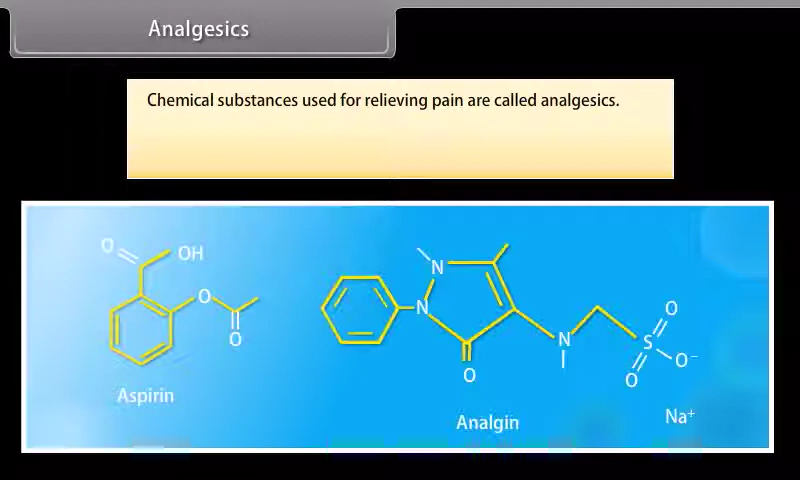 Analgesics
Chemical substances used for relieving pain are called analgesics.
O
OH
O
O
Aspirin
N
N
O
N
S
O
O
O⁻
Na⁺
Analgin